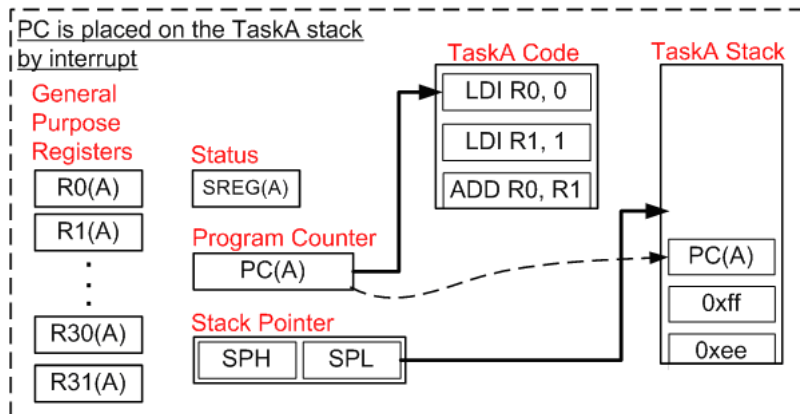 PC is placed on the TaskA stack
by interrupt
General
Purpose
Registers
R0(A)
R1(A)
R30(A)
R31(A)
Status
SREG(A)
Program Counter
PC(A)
Stack Pointer
SPH
SPL
TaskA Code
LDI R0, 0
LDI R1, 1
ADD R0, R1
TaskA Stack
PC(A)
0xff
0xee